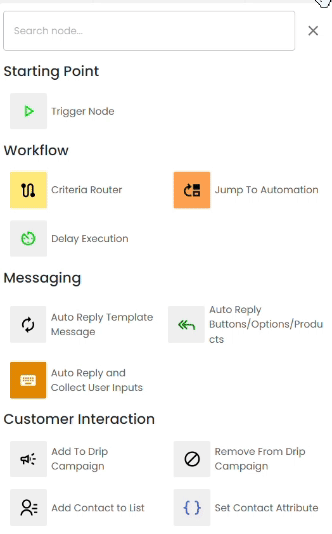 Search node...
Starting Point
Trigger Node
Workflow
Criteria Router
Jump To Automation
Delay Execution
Messaging
Auto Reply Template
Message
Auto Reply
Buttons/Options/Produ
cts
Auto Reply and
Collect User Inputs
Customer Interaction
Add To Drip
Campaign
Remove From Drip
Campaign
Add Contact to List
Set Contact Attribute